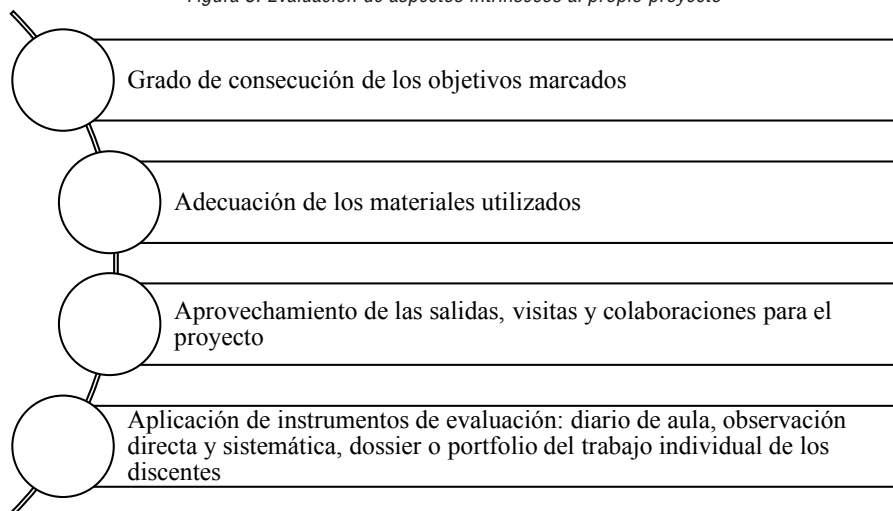 Figura 3. Evaluación de aspectos intrínsecos al propio proyecto
Grado de consecución de los objetivos marcados
Adecuación de los materiales utilizados
Aprovechamiento de las salidas, visitas y colaboraciones para el
proyecto
Aplicación de instrumentos de evaluación: diario de aula, observación
directa y sistemática, dossier o portfolio del trabajo individual de los
discentes